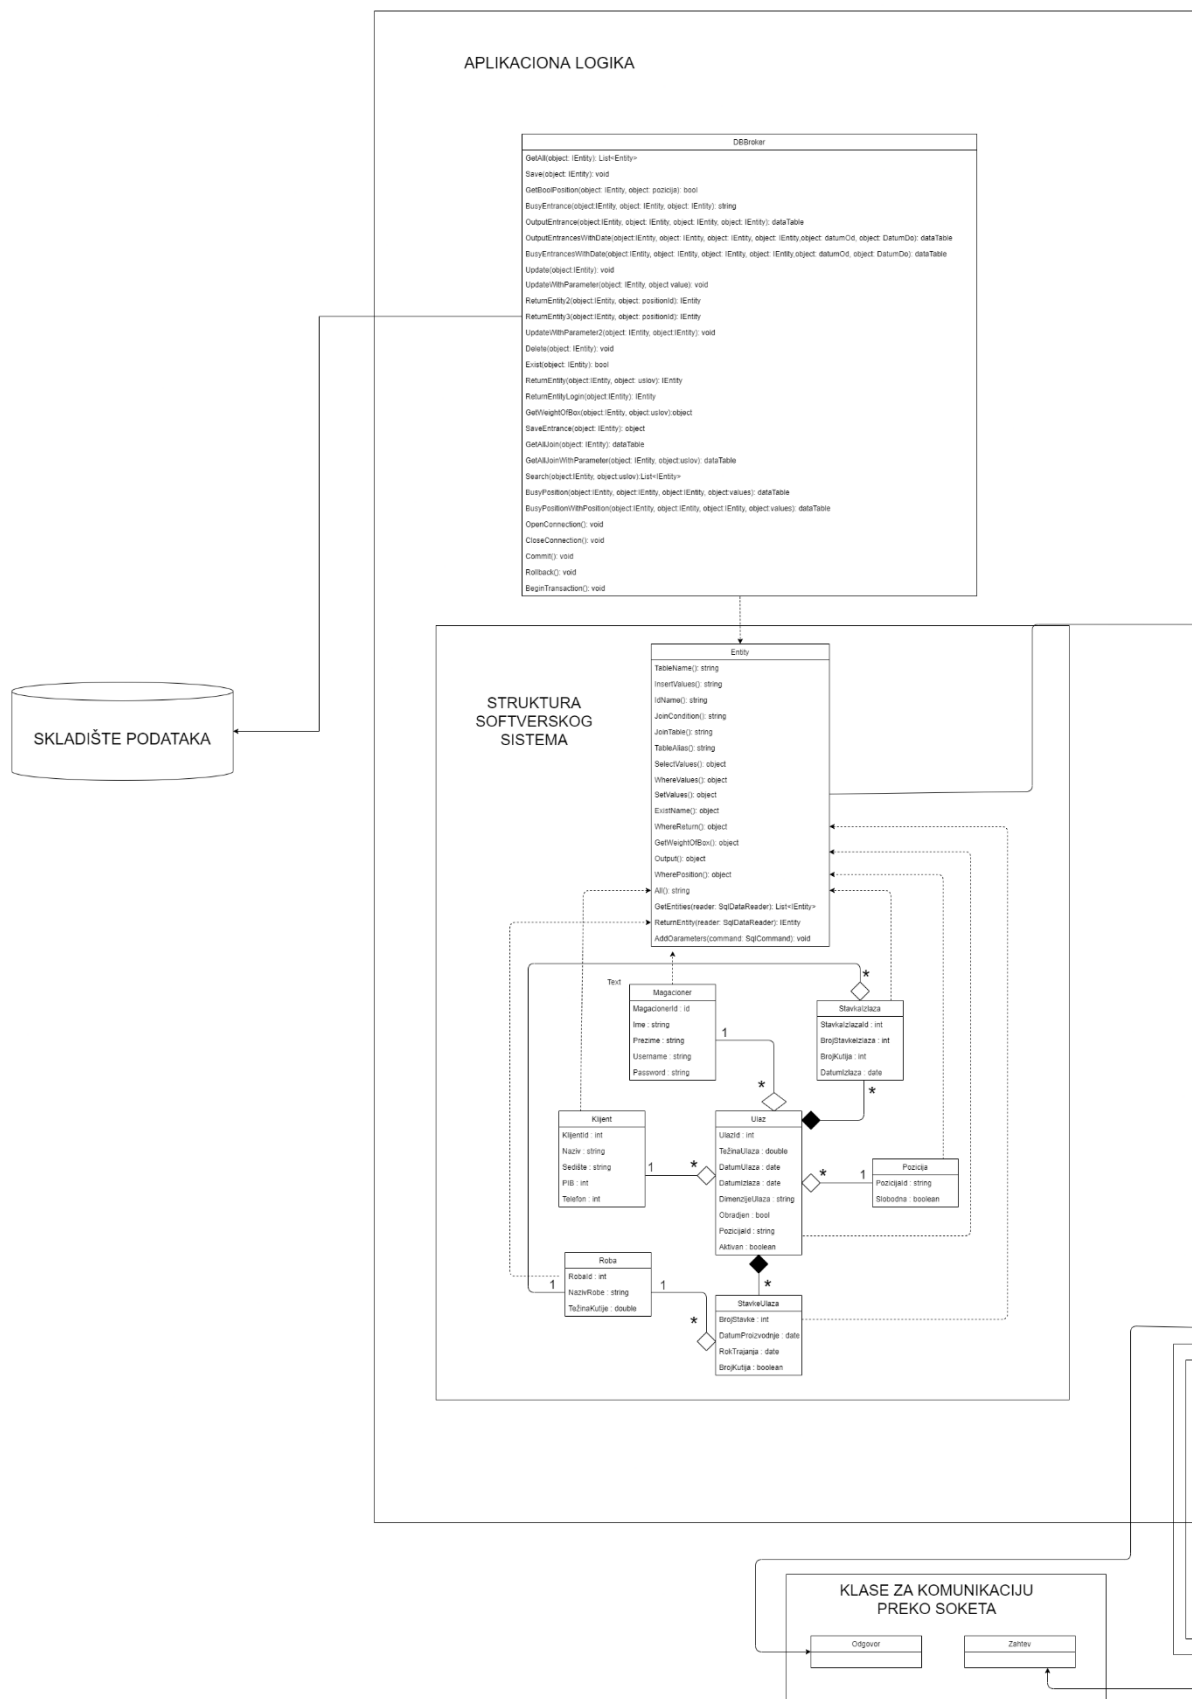 APLIKACIONA LOGIKA
DBBroker
GetAll(object: IEntity): List<Entity>
Save(object: IEntity): void
GetBoolPosition(object: IEntity, object: pozicija): bool
BusyEntrance(object:IEntity, object: IEntity, object: IEntity): string
OutputEntrance(object:IEntity, object: IEntity, object: IEntity, object: IEntity): dataTable
OutputEntrancesWithDate(object:IEntity, object: IEntity, object: IEntity, object: IEntity,object: datumOd, object: DatumDo): dataTable
BusyEntrancesWithDate(object:IEntity, object: IEntity, object: IEntity, object: IEntity,object: datumOd, object: DatumDo): dataTable
Update(object:IEntity): void
UpdateWithParameter(object: IEntity, object value): void
ReturnEntity2(object:IEntity, object: positionId): IEntity
ReturnEntity3(object:IEntity, object: positionId): IEntity
UpdateWithParameter2(object: IEntity, object:IEntity): void
Delete(object: IEntity): void
Exist(object: IEntity): bool
ReturnEntity(object:IEntity, object: uslov): IEntity
ReturnEntityLogin(object:IEntity): IEntity
GetWeightOfBox(object:IEntity, object:uslov):object
SaveEntrance(object: IEntity): object
GetAllJoin(object: IEntity): dataTable
GetAllJoinWithParameter(object: IEntity, object:uslov): dataTable
Search(object:IEntity, object:uslov):List<IEntity>
BusyPosition(object:IEntity, object:IEntity, object:IEntity, object:values): dataTable
BusyPositionWithPosition(object:IEntity, object:IEntity, object:IEntity, object:values): dataTable
OpenConnection(): void
CloseConnection(): void
Commit(): void
Rollback(): void
BeginTransaction(): void
SKLADIŠTE PODATAKA
STRUKTURA
SOFTVERSKOG
SISTEMA
Entity
TableName(): string
InsertValues(): string
IdName(): string
JoinCondition(): string
JoinTable(): string
TableAlias(): string
SelectValues(): object
WhereValues(): object
SetValues(): object
ExistName(): object
WhereReturn(): object
GetWeightOfBox(): object
Output(): object
WherePosition(): object
All(): string
GetEntities(reader: SqlDataReader): List<IEntity>
ReturnEntity(reader: SqlDataReader): IEntity
AddOarameters(command: SqlCommand): void
Text
Magacioner
MagacionerId : id
Ime : string
Prezime : string
Username : string
Password : string
1
*
*
StavkaIzlaza
StavkaIzlazaId : int
BrojStavkeIzlaza : int
BrojKutija : int
DatumIzlaza : date
*
Klijent
KlijentId : int
Naziv : string
Sedište : string
PIB : int
Telefon : int
1
*
Ulaz
UlazId : int
TežinaUlaza : double
DatumUlaza : date
DatumIzlaza : date
DimenzijeUlaza : string
Obradjen : bool
PozicijaId : string
Aktivan : boolean
*
1
Pozicija
PozicijaId : string
Slobodna : boolean
Roba
RobaId : int
NazivRobe : string
TežinaKutije : double
1
1
*
*
StavkeUlaza
BrojStavke : int
DatumProizvodnje : date
RokTrajanja : date
BrojKutija : boolean
KLASE ZA KOMUNIKACIJU
PREKO SOKETA
Odgovor
Zahtev